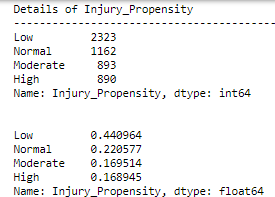 Details of Injury_Propensity
----------------------------------------
Low 2323
Normal 1162
Moderate 893
High 890
Name: Injury_Propensity, dtype: int64
Low 0.440964
Normal 0.220577
Moderate 0.169514
High 0.168945
Name: Injury_Propensity, dtype: float64